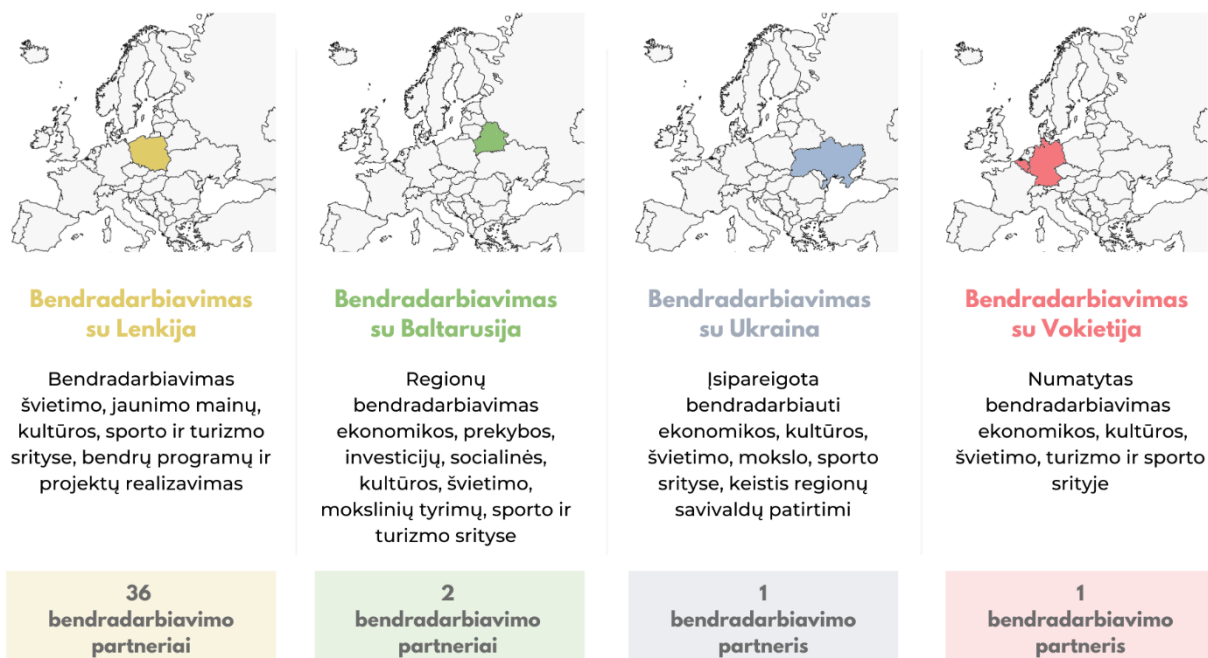 Bendradarbiavimas
su Lenkija
Bendradarbiavimas
švietimo, jaunimo mainų,
kultūros, sporto ir turizmo
srityse, bendrų programų ir
projektų realizavimas
36
bendradarbiavimo
partneriai
Bendradarbiavimas
su Baltarusija
Regionų
bendradarbiavimas
ekonomikos, prekybos,
investicijų, socialinės,
kultūros, švietimo,
mokslinių tyrimų, sporto ir
turizmo srityse
2
bendradarbiavimo
partneriai
Bendradarbiavimas
su Ukraina
Įsipareigota
bendradarbiauti
ekonomikos, kultūros,
švietimo, mokslo, sporto
srityse, keistis regionų
savivaldų patirtimi
1
bendradarbiavimo
partneris
Bendradarbiavimas
su Vokietija
Numatytas
bendradarbiavimas
ekonomikos, kultūros,
švietimo, turizmo ir sporto
srityje
1
bendradarbiavimo
partneris